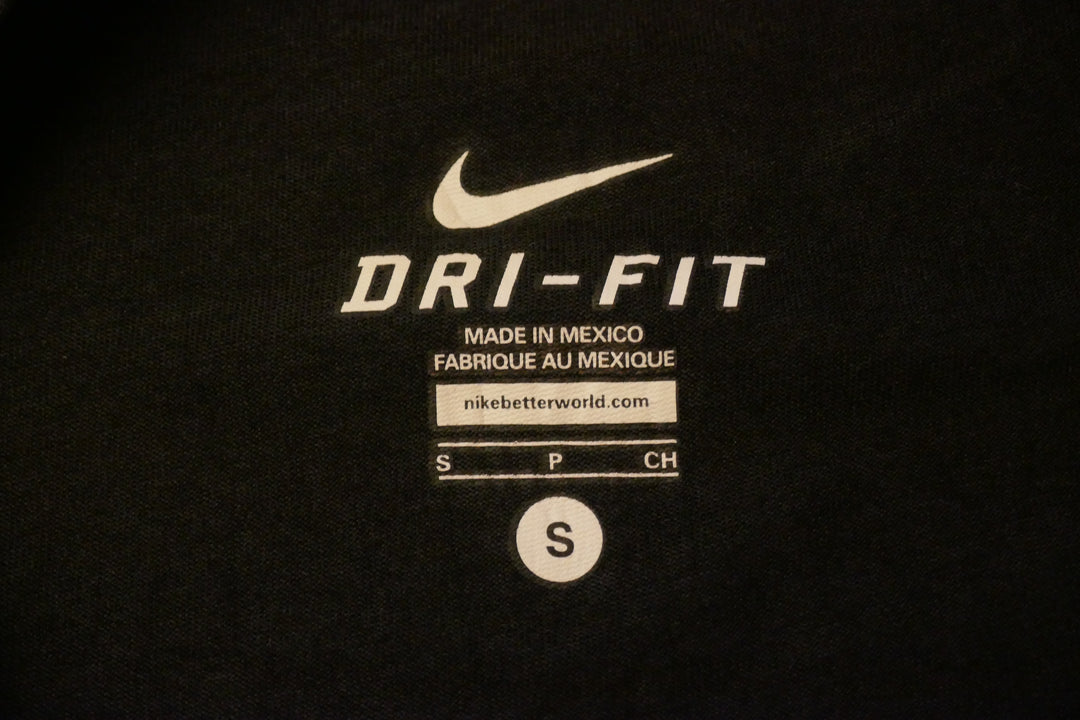 DRI-FIT
MADE IN MEXICO
FABRIQUE AU MEXIQUE
nikebetterworld.com
S P CH
S